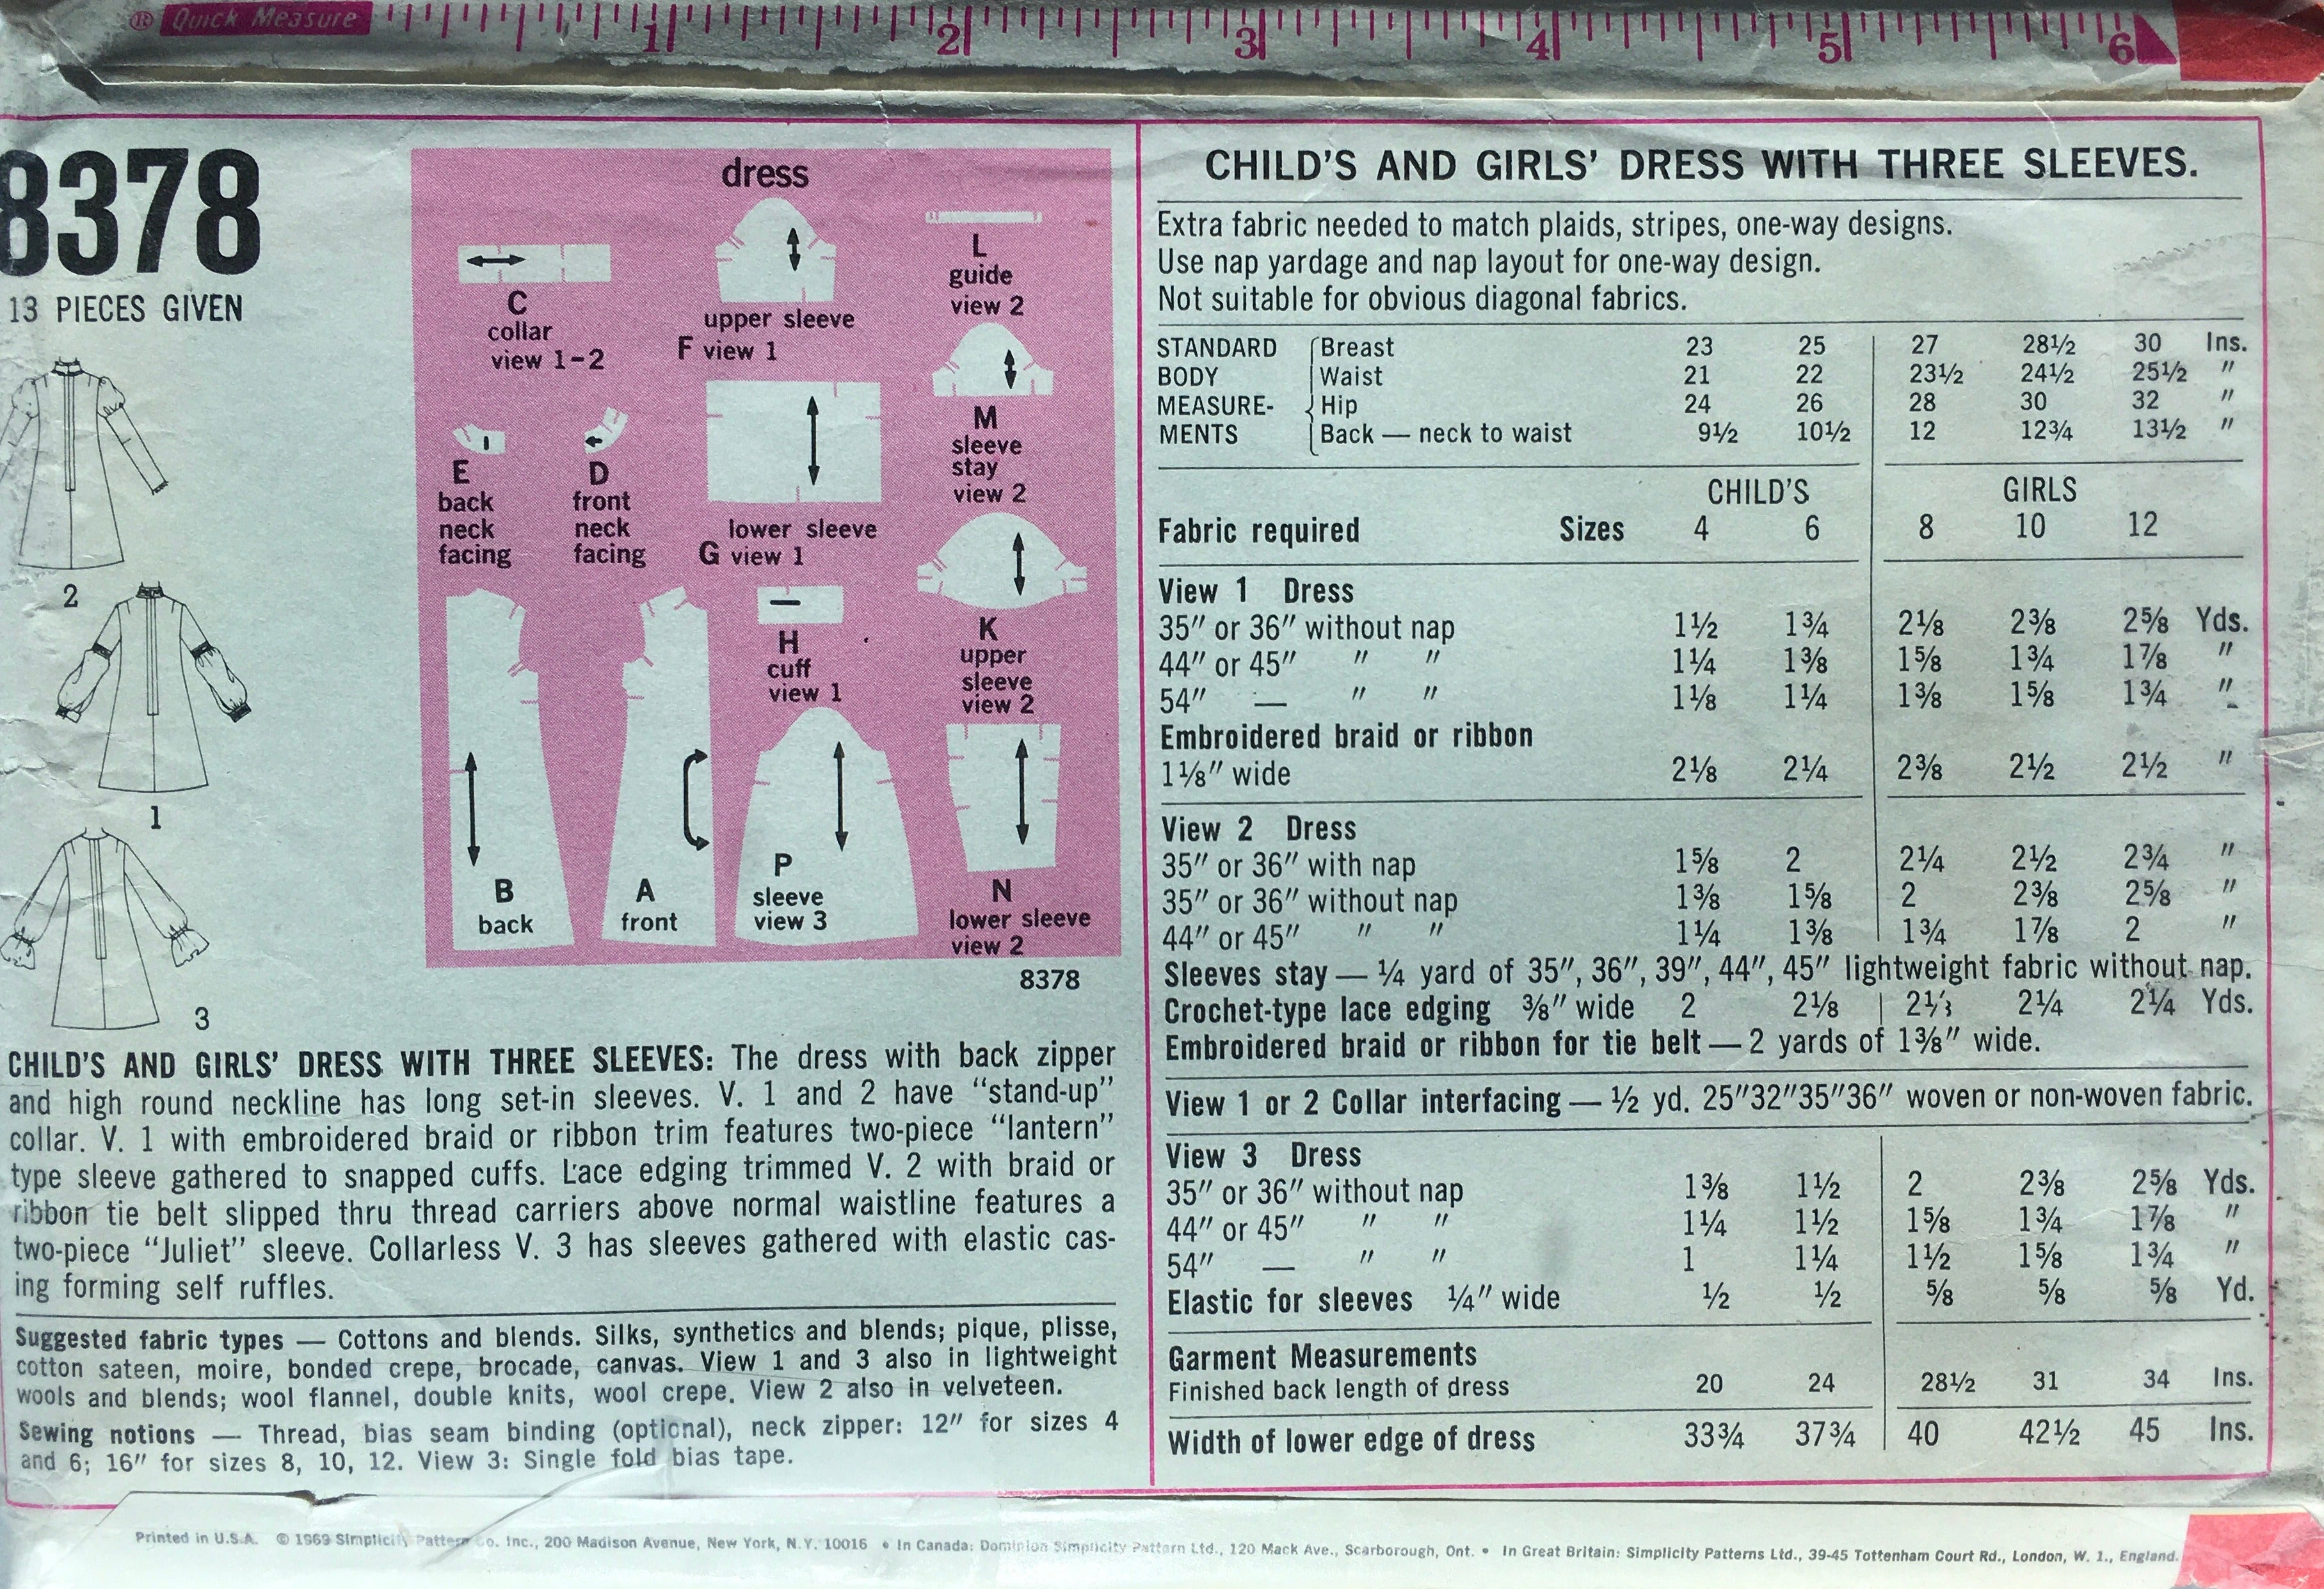 ® Quick Measure 1 2 3 4 5 6
8378
13 PIECES GIVEN
2
1
3
dress
C
collar
view 1-2
upper sleeve
F view 1
L
guide
view 2
E
back
neck
facing
D
front
neck
facing
lower sleeve
G view 1
M
sleeve
stay
view 2
H
cuff
view 1
K
upper
sleeve
view 2
B
back
A
front
P
sleeve
view 3
N
lower sleeve
view 2
8378
CHILD'S AND GIRLS' DRESS WITH THREE SLEEVES: The dress with back zipper
and high round neckline has long set-in sleeves. V. 1 and 2 have "stand-up"
collar. V. 1 with embroidered braid or ribbon trim features two-piece "lantern"
type sleeve gathered to snapped cuffs. Lace edging trimmed V. 2 with braid or
ribbon tie belt slipped thru thread carriers above normal waistline features a
two-piece "Juliet" sleeve. Collarless V. 3 has sleeves gathered with elastic cas-
ing forming self ruffles.
Suggested fabric types — Cottons and blends. Silks, synthetics and blends; pique, plisse,
cotton sateen, moire, bonded crepe, brocade, canvas. View 1 and 3 also in lightweight
wools and blends; wool flannel, double knits, wool crepe. View 2 also in velveteen.
Sewing notions — Thread, bias seam binding (optional), neck zipper: 12" for sizes 4
and 6; 16" for sizes 8, 10, 12. View 3: Single fold bias tape.
CHILD'S AND GIRLS' DRESS WITH THREE SLEEVES.
Extra fabric needed to match plaids, stripes, one-way designs.
Use nap yardage and nap layout for one-way design.
Not suitable for obvious diagonal fabrics.
STANDARD Breast 23 25 27 28½ 30 Ins.
BODY Waist 21 22 23½ 24½ 25½ "
MEASURE- Hip 24 26 28 30 32 "
MENTS Back — neck to waist 9½ 10½ 12 12¾ 13½ "
CHILD'S GIRLS
Fabric required Sizes 4 6 8 10 12
View 1 Dress
35" or 36" without nap 1½ 1¾ 2⅛ 2⅜ 2⅝ Yds.
44" or 45" " " 1¼ 1⅜ 1⅝ 1¾ 1⅞ "
54" — " " 1⅛ 1¼ 1⅜ 1⅝ 1¾ "
Embroidered braid or ribbon
1⅛" wide 2⅛ 2¼ 2⅜ 2½ 2½ "
View 2 Dress
35" or 36" with nap 1⅝ 2 2¼ 2½ 2¾ "
35" or 36" without nap 1⅜ 1⅝ 2 2⅜ 2⅝ "
44" or 45" " " 1¼ 1⅜ 1¾ 1⅞ 2 "
Sleeves stay — ¼ yard of 35", 36", 39", 44", 45" lightweight fabric without nap.
Crochet-type lace edging ⅜" wide 2 2⅛ 2¼ 2¼ Yds.
Embroidered braid or ribbon for tie belt — 2 yards of 1⅜" wide.
View 1 or 2 Collar interfacing — ½ yd. 25"32"35"36" woven or non-woven fabric.
View 3 Dress
35" or 36" without nap 1⅜ 1½ 2 2⅜ 2⅝ Yds.
44" or 45" " " 1¼ 1½ 1⅝ 1¾ 1⅞ "
54" — " " 1 1¼ 1½ 1⅝ 1¾ "
Elastic for sleeves ¼" wide ½ ½ ⅝ ⅝ ⅝ Yd.
Garment Measurements
Finished back length of dress 20 24 28½ 31 34 Ins.
Width of lower edge of dress 33¾ 37¾ 40 42½ 45 Ins.
Printed in U.S.A. © 1969 Simplicity Pattern Co. Inc., 200 Madison Avenue, New York, N.Y. 10016 • In Canada: Dominion Simplicity Pattern Ltd., 120 Mack Ave., Scarborough, Ont. • In Great Britain: Simplicity Patterns Ltd., 39-45 Tottenham Court Rd., London, W. 1., England.